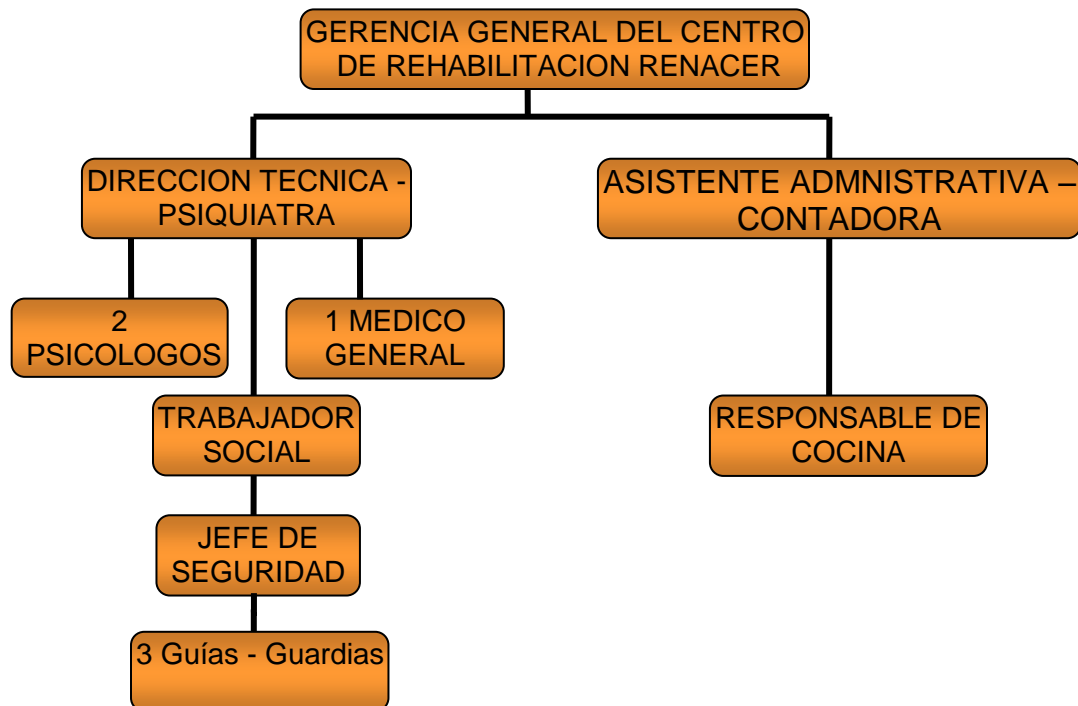 GERENCIA GENERAL DEL CENTRO
DE REHABILITACION RENACER
DIRECCION TECNICA -
PSIQUIATRA
ASISTENTE ADMNISTRATIVA –
CONTADORA
2
PSICOLOGOS
1 MEDICO
GENERAL
TRABAJADOR
SOCIAL
RESPONSABLE DE
COCINA
JEFE DE
SEGURIDAD
3 Guías - Guardias